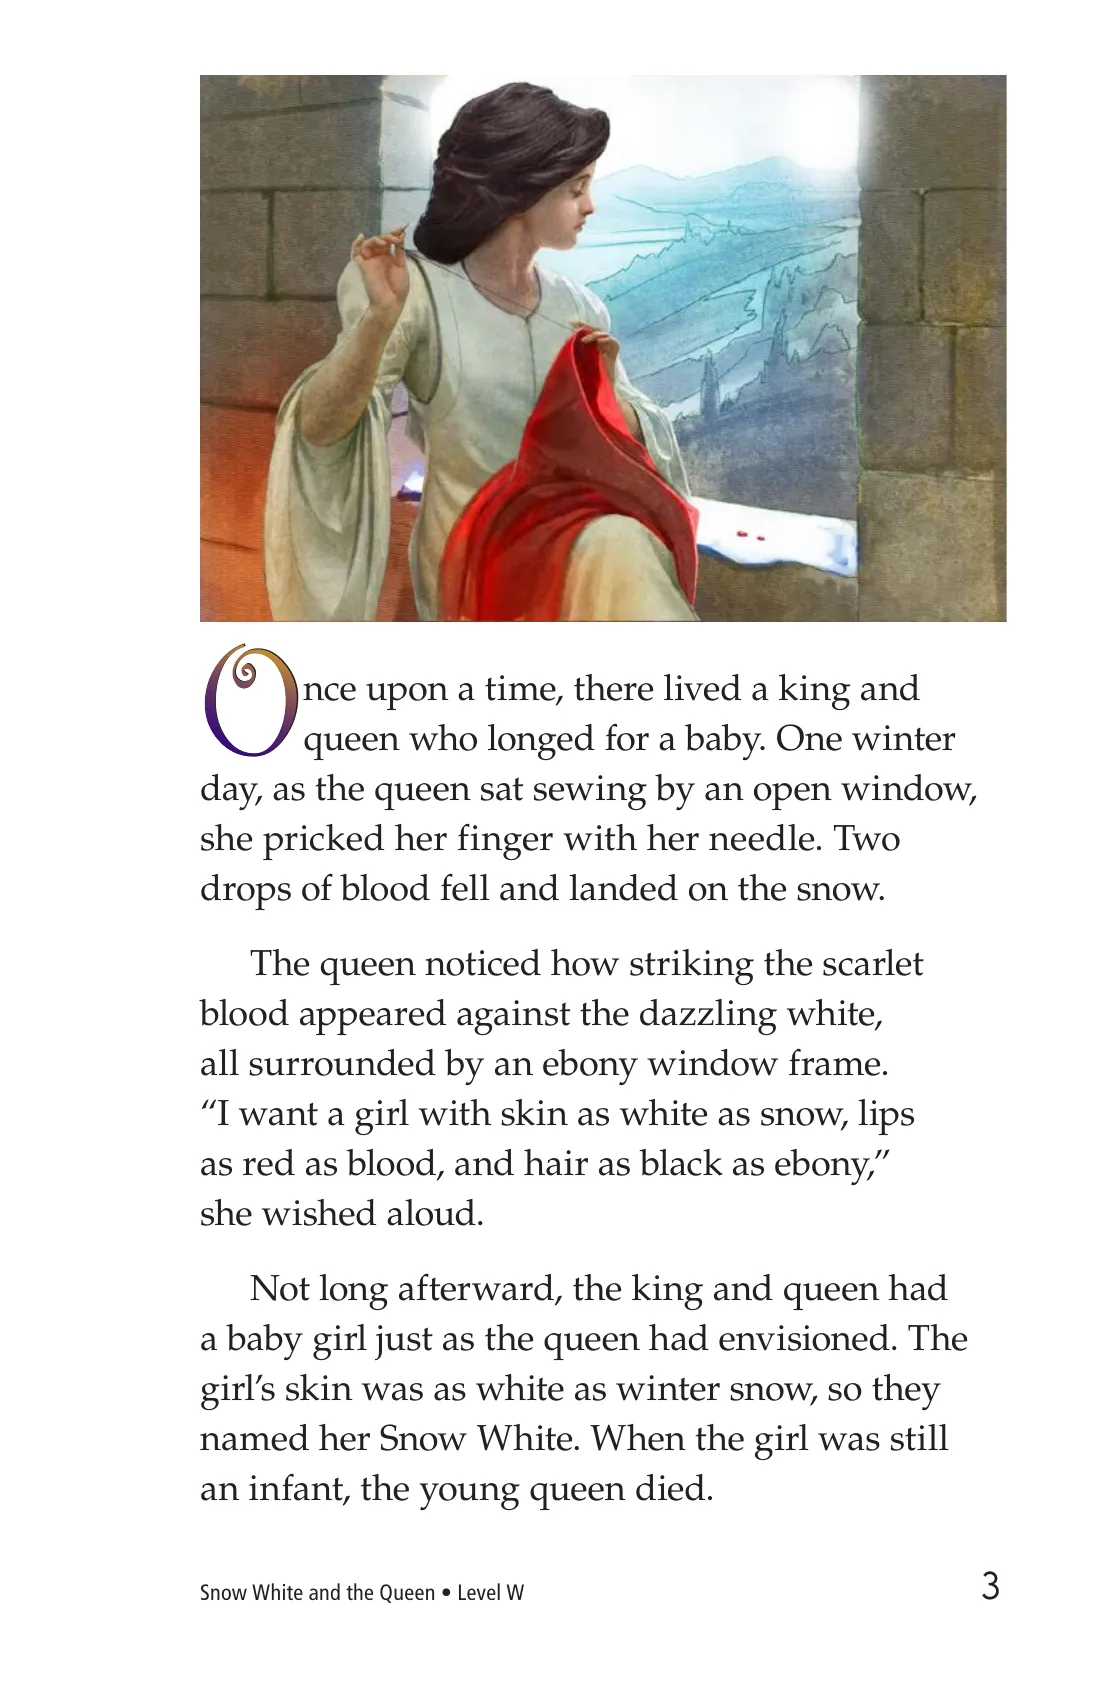 Once upon a time, there lived a king and
queen who longed for a baby. One winter
day, as the queen sat sewing by an open window,
she pricked her finger with her needle. Two
drops of blood fell and landed on the snow.
The queen noticed how striking the scarlet
blood appeared against the dazzling white,
all surrounded by an ebony window frame.
“I want a girl with skin as white as snow, lips
as red as blood, and hair as black as ebony,”
she wished aloud.
Not long afterward, the king and queen had
a baby girl just as the queen had envisioned. The
girl’s skin was as white as winter snow, so they
named her Snow White. When the girl was still
an infant, the young queen died.
Snow White and the Queen • Level W
3